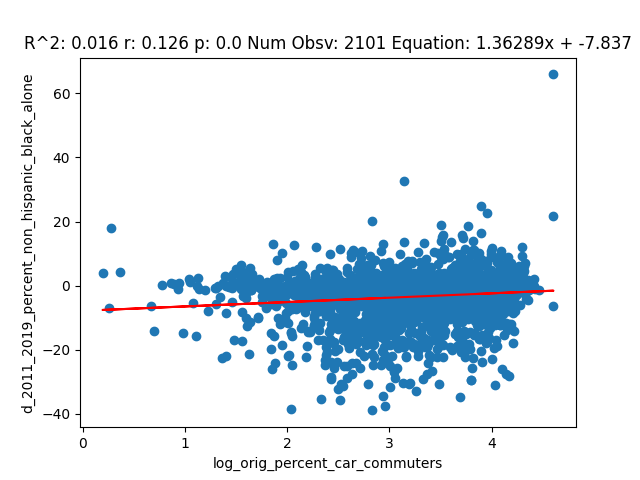 R^2: 0.016 r: 0.126 p: 0.0 Num Obsv: 2101 Equation: 1.36289x + -7.837
d_2011_2019_percent_non_hispanic_black_alone
60
40
20
0
−20
−40
0 1 2 3 4
log_orig_percent_car_commuters